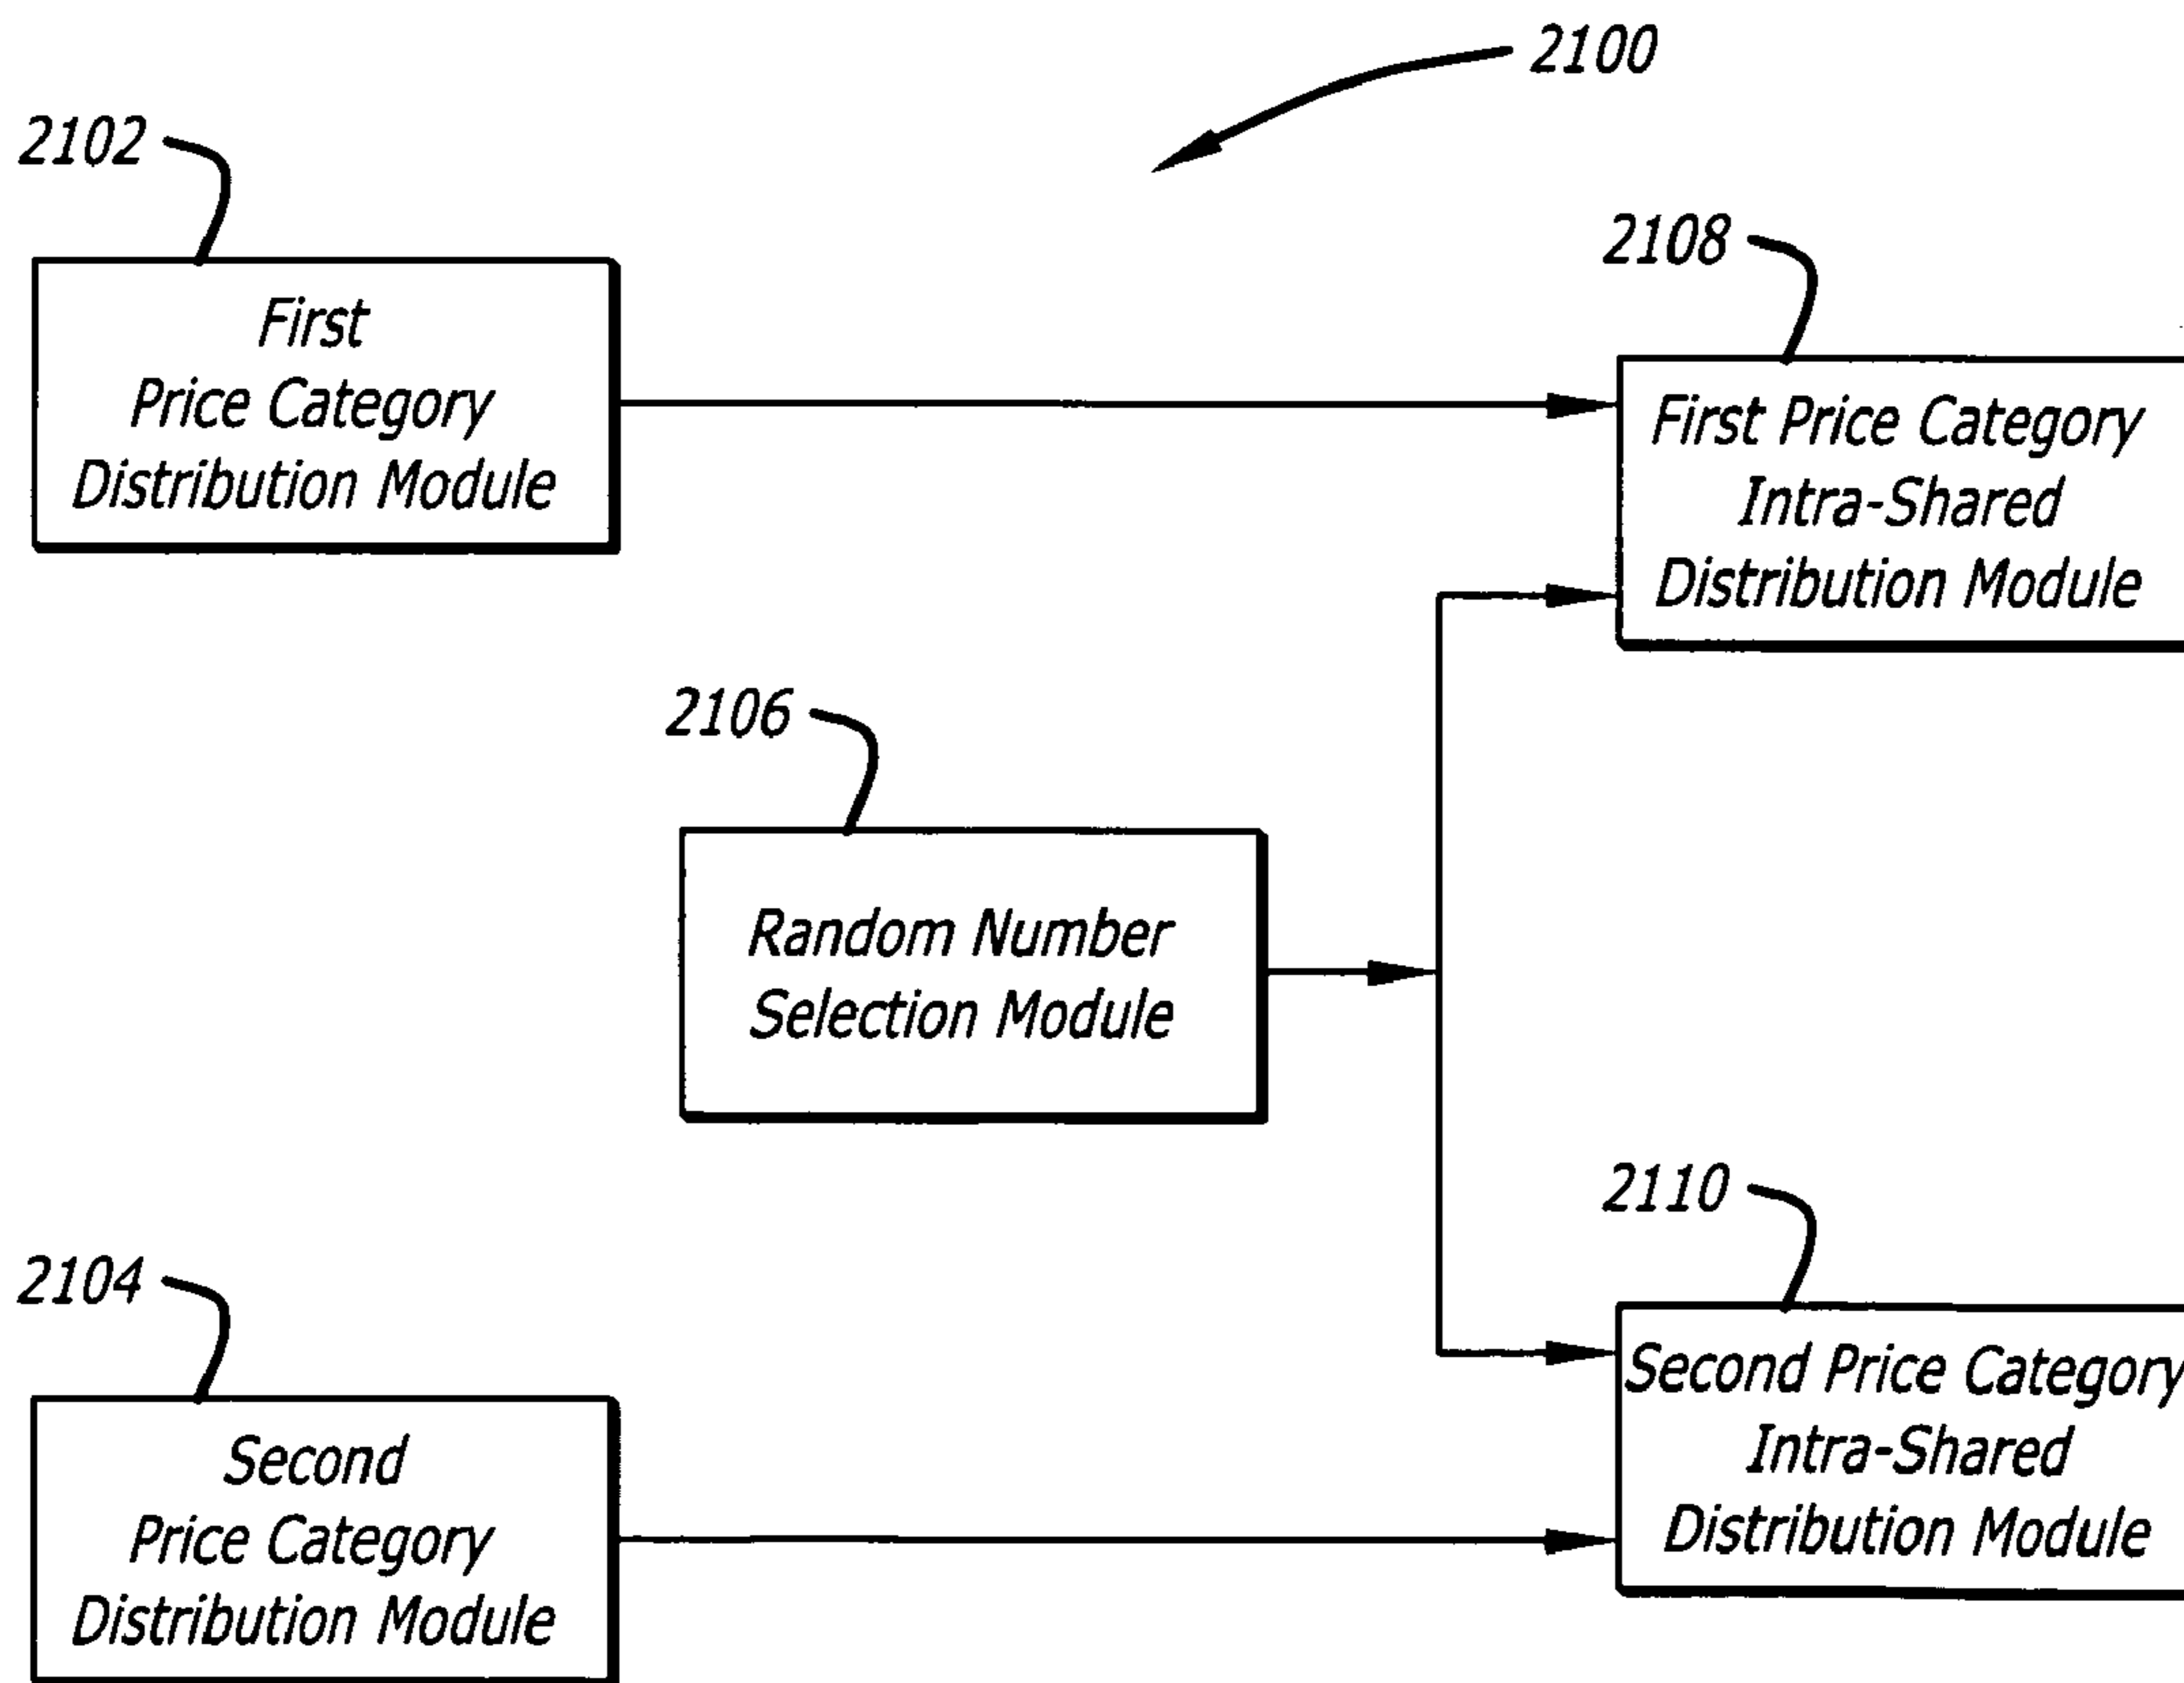 2100
2102
First
Price Category
Distribution Module
2108
First Price Category
Intra-Shared
Distribution Module
2106
Random Number
Selection Module
2110
Second Price Category
Intra-Shared
Distribution Module
2104
Second
Price Category
Distribution Module